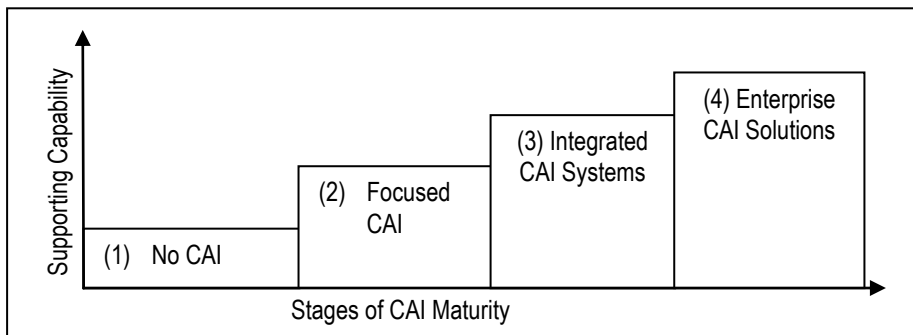 Supporting Capability
(1) No CAI
(2) Focused
CAI
(3) Integrated
CAI Systems
(4) Enterprise
CAI Solutions
Stages of CAI Maturity